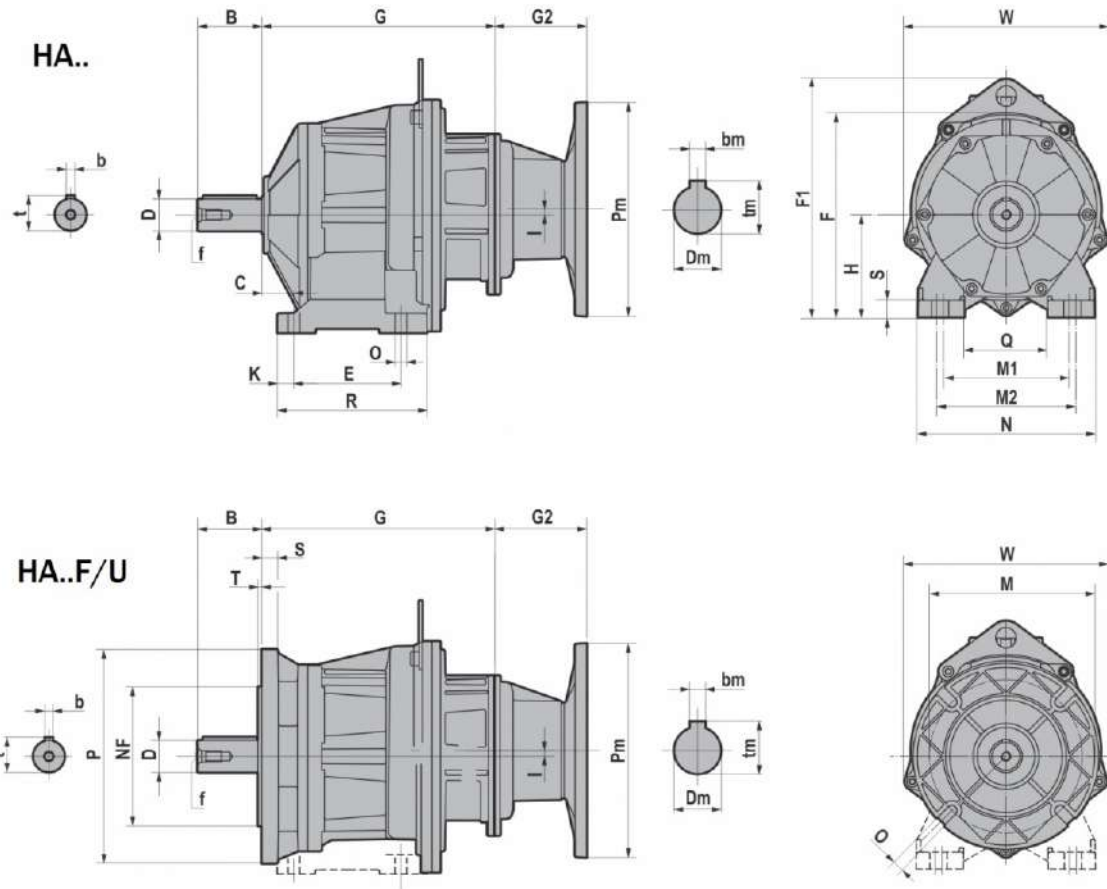 B G G2 W
HA..
bm
b
t D Pm tm F1 F H S
I
Dm
f
C
O Q
K E M1
R M2
N
B G G2 W
S M
HA..F/U
T
bm
b
P NF D Pm tm
I
Dm
f
O